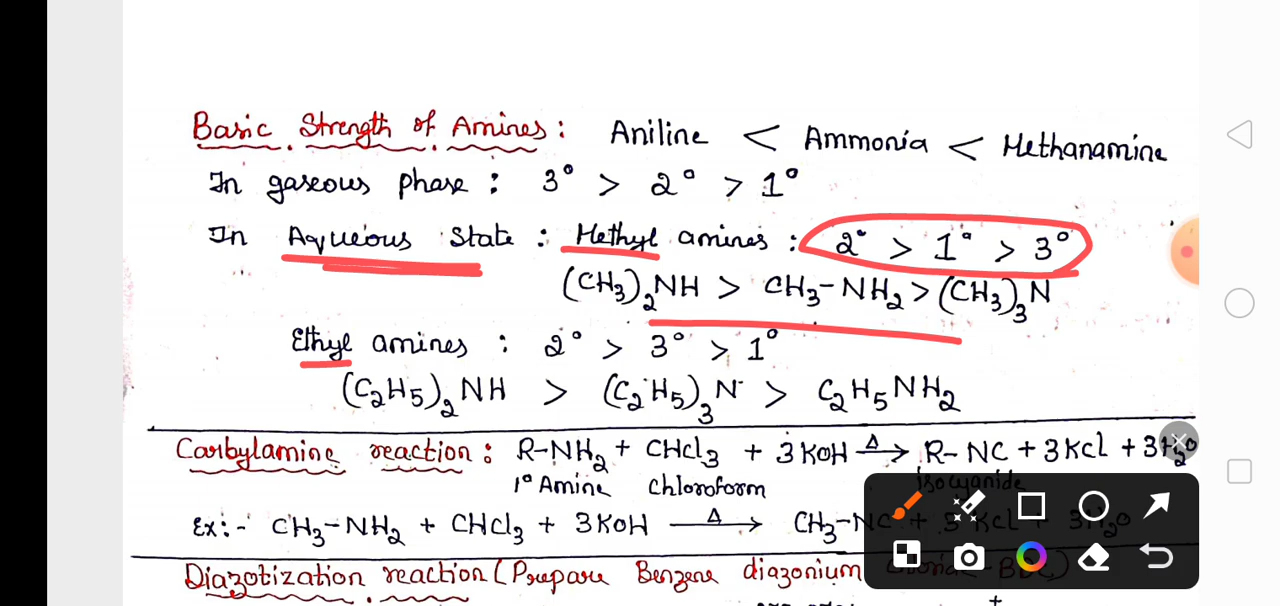 Basic Strength of Amines : Aniline < Ammonia < Methanamine
In gaseous phase : 3° > 2° > 1°
In Aqueous State : Methyl amines : 2° > 1° > 3°
(CH₃)₂NH > CH₃-NH₂ > (CH₃)₃N
Ethyl amines : 2° > 3° > 1°
(C₂H₅)₂NH > (C₂H₅)₃N > C₂H₅NH₂
Carbylamine reaction : R-NH₂ + CHCl₃ + 3KOH —Δ→ R-NC + 3KCl + 3H₂O
1° Amine Chloroform isocyanide
Ex:- CH₃-NH₂ + CHCl₃ + 3KOH —Δ→ CH₃-NC + 3KCl + 3H₂O
Diazotization reaction (Prepare Benzene diazonium